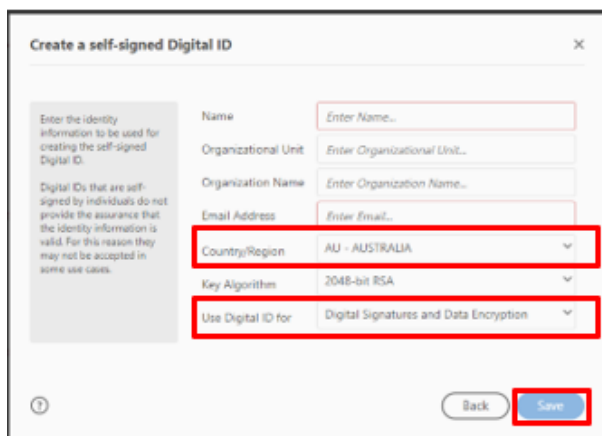 Create a self-signed Digital ID
Enter the identity
information to be used for
creating the self-signed
Digital ID.
Digital IDs that are self-
signed by individuals do not
provide the assurance that
the identity information is
valid. For this reason they
may not be accepted in
some use cases.
Name
Enter Name...
Organizational Unit
Enter Organizational Unit...
Organization Name
Enter Organization Name...
Email Address
Enter Email...
Country/Region
AU - AUSTRALIA
Key Algorithm
2048-bit RSA
Use Digital ID for
Digital Signatures and Data Encryption
Back
Save